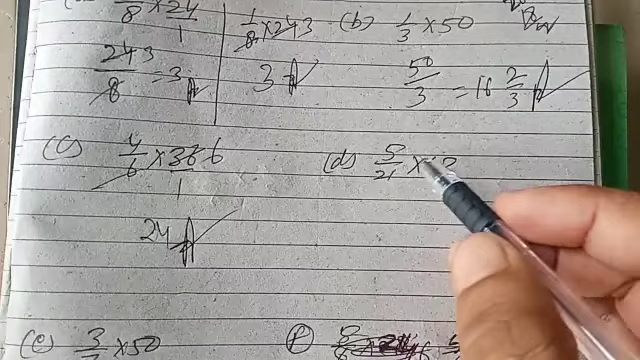 8 × 24 / 1
1/8 × 24 3
(b) 1/3 × 50
24 3 / 8 = 3
3
50/3 = 16 2/3
(c) 4/6 × 36 6 / 1
(d) 5/21 ×
24
(e) 3 × 50
(f)